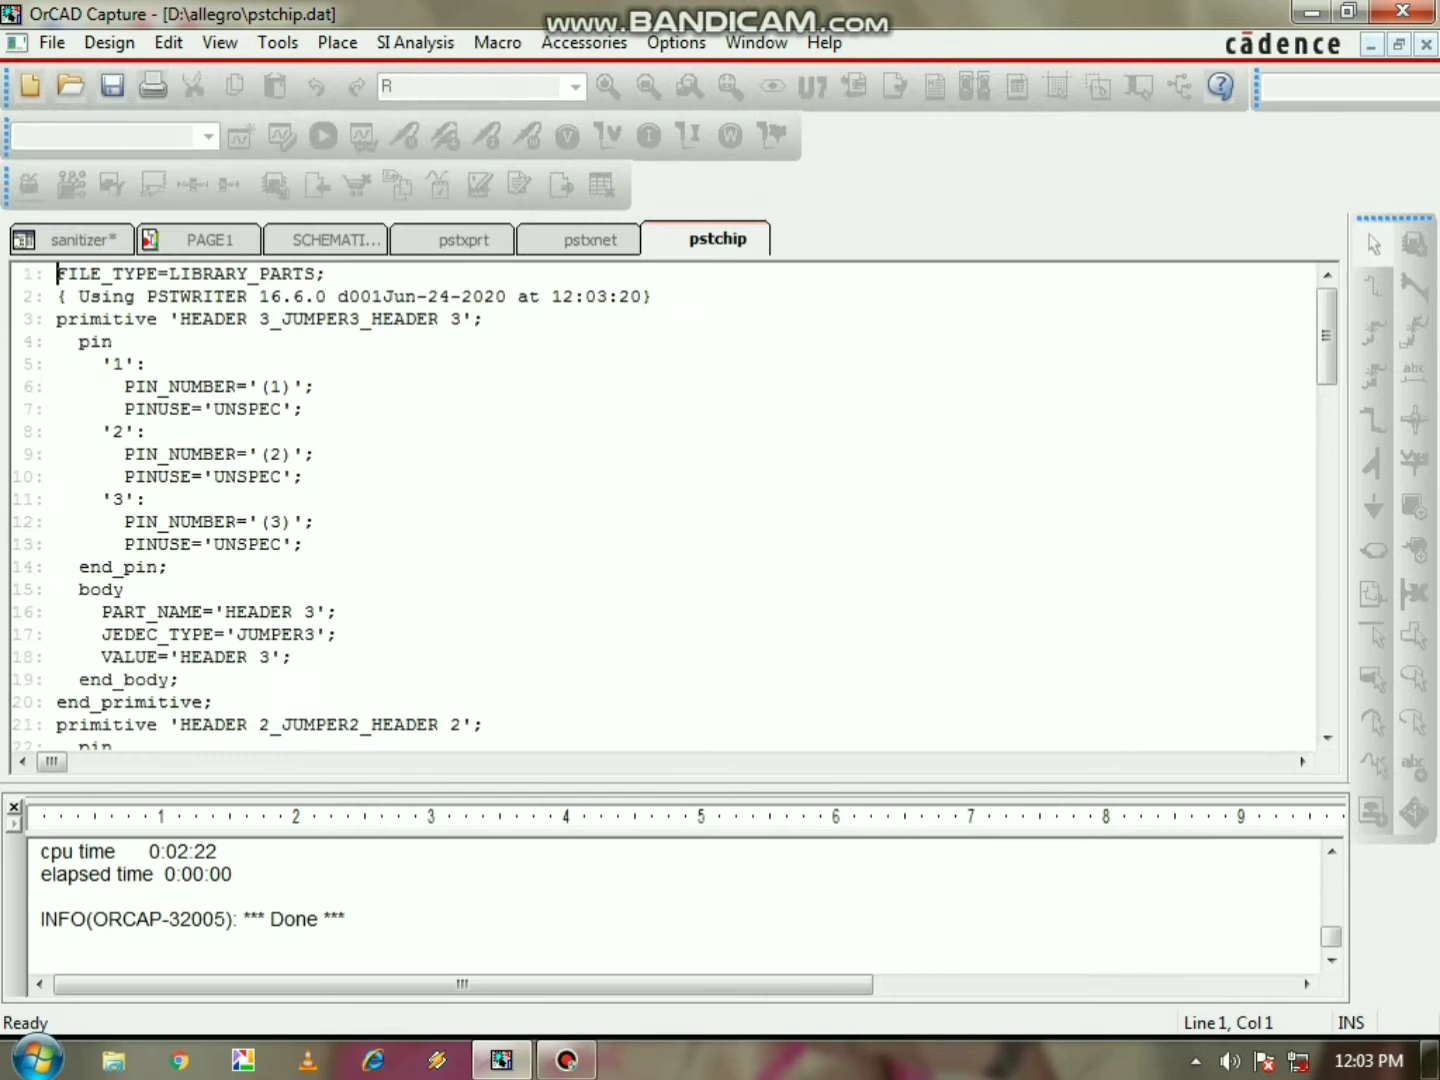 OrCAD Capture - [D:\allegro\pstchip.dat]
www.BANDICAM.com
File Design Edit View Tools Place SI Analysis Macro Accessories Options Window Help
cādence
R
U?
sanitizer* PAGE1 SCHEMATI... pstxprt pstxnet pstchip
1: FILE_TYPE=LIBRARY_PARTS;
2: { Using PSTWRITER 16.6.0 d001Jun-24-2020 at 12:03:20}
3: primitive 'HEADER 3_JUMPER3_HEADER 3';
4: pin
5: '1':
6: PIN_NUMBER='(1)';
7: PINUSE='UNSPEC';
8: '2':
9: PIN_NUMBER='(2)';
10: PINUSE='UNSPEC';
11: '3':
12: PIN_NUMBER='(3)';
13: PINUSE='UNSPEC';
14: end_pin;
15: body
16: PART_NAME='HEADER 3';
17: JEDEC_TYPE='JUMPER3';
18: VALUE='HEADER 3';
19: end_body;
20: end_primitive;
21: primitive 'HEADER 2_JUMPER2_HEADER 2';
22: pin
1 2 3 4 5 6 7 8 9
cpu time 0:02:22
elapsed time 0:00:00
INFO(ORCAP-32005): *** Done ***
Ready
Line 1, Col 1 INS
12:03 PM